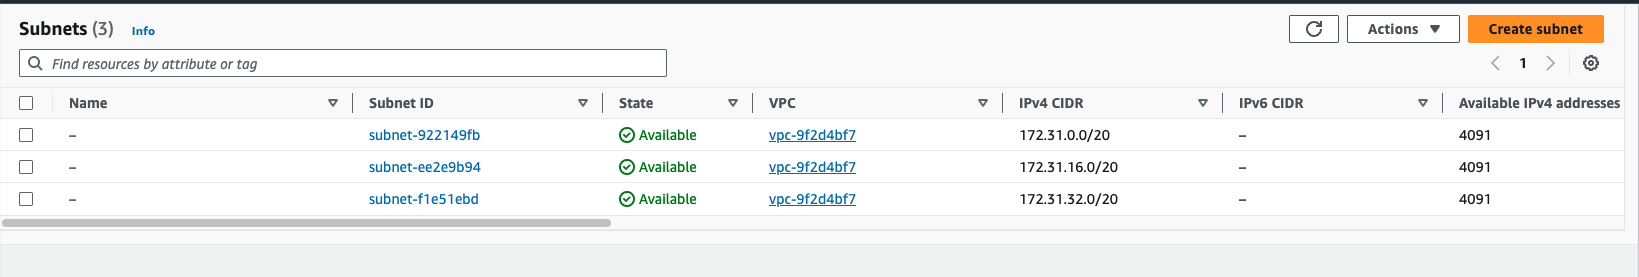 Subnets (3) Info Actions Create subnet
Find resources by attribute or tag 1
Name Subnet ID State VPC IPv4 CIDR IPv6 CIDR Available IPv4 addresses
– subnet-922149fb Available vpc-9f2d4bf7 172.31.0.0/20 – 4091
– subnet-ee2e9b94 Available vpc-9f2d4bf7 172.31.16.0/20 – 4091
– subnet-f1e51ebd Available vpc-9f2d4bf7 172.31.32.0/20 – 4091